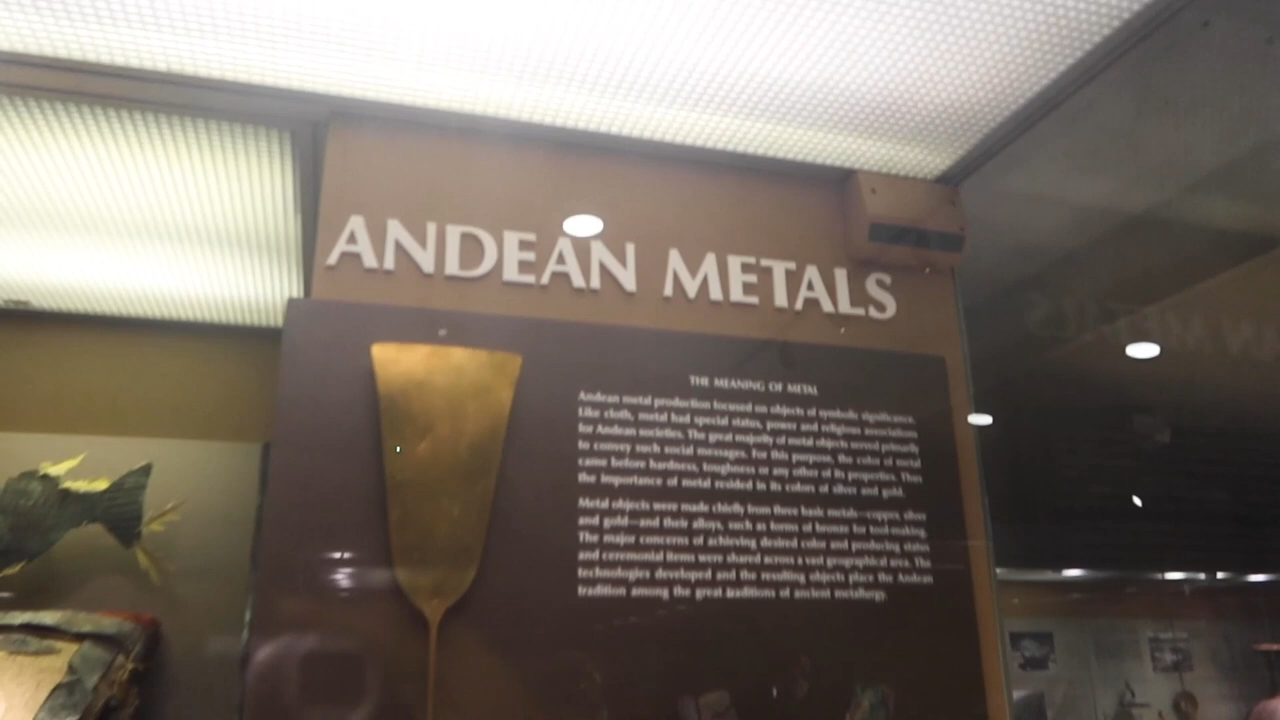 ANDEAN METALS
THE MEANING OF METAL
Andean metal production focused on objects of symbolic significance.
Like cloth, metal had special status, power and religious associations
for Andean societies. The great majority of metal objects served primarily
to convey such social messages. For this purpose, the color of metal
came before hardness, toughness or any other of its properties. Thus
the importance of metal resided in its colors of silver and gold.
Metal objects were made chiefly from three basic metals—copper, silver
and gold—and their alloys, such as forms of bronze for tool-making.
The major concerns of achieving desired color and producing status
and ceremonial items were shared across a vast geographical area. The
technologies developed and the resulting objects place the Andean
tradition among the great traditions of ancient metallurgy.